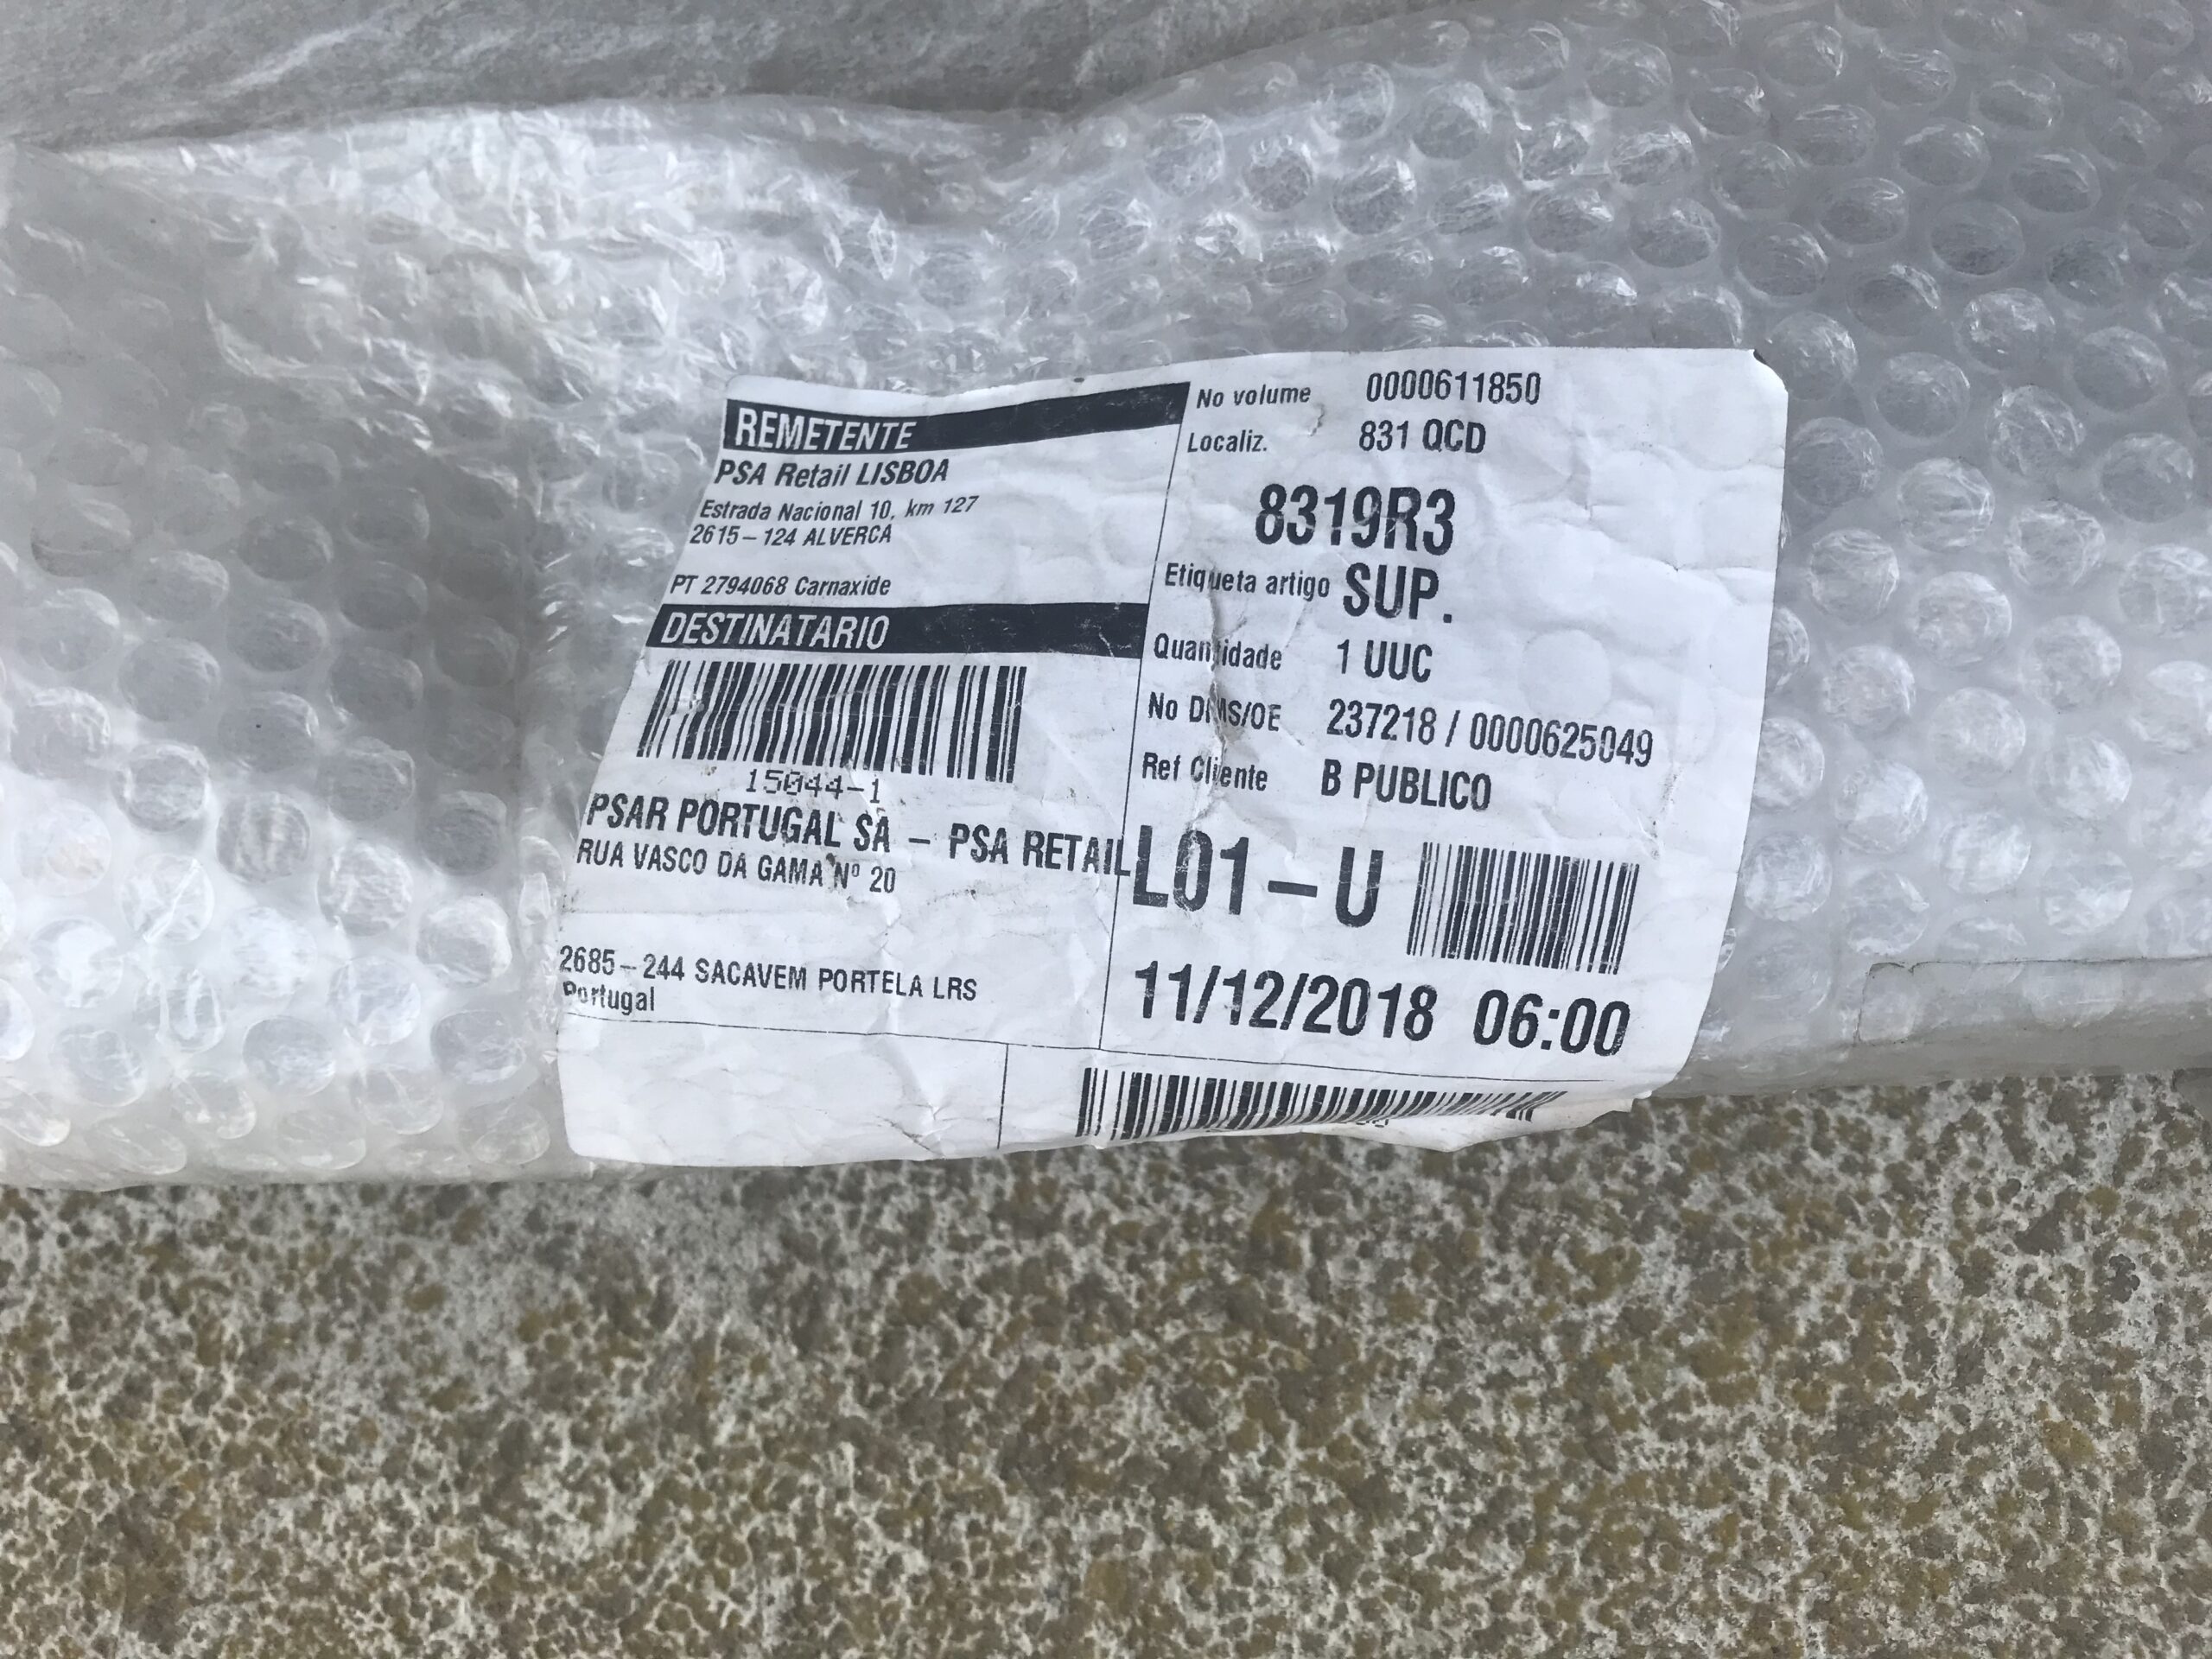 REMETENTE
PSA Retail LISBOA
Estrada Nacional 10, km 127
2615-124 ALVERCA
PT 2794068 Carnaxide
DESTINATARIO
15044-1
PSAR PORTUGAL SA - PSA RETAIL
RUA VASCO DA GAMA Nº 20
2685-244 SACAVEM PORTELA LRS
Portugal
No volume 0000611850
Localiz. 831 QCD
8319R3
Etiqueta artigo SUP.
Quantidade 1 UUC
No DMS/OE 237218 / 0000625049
Ref Cliente B PUBLICO
L01-U
11/12/2018 06:00